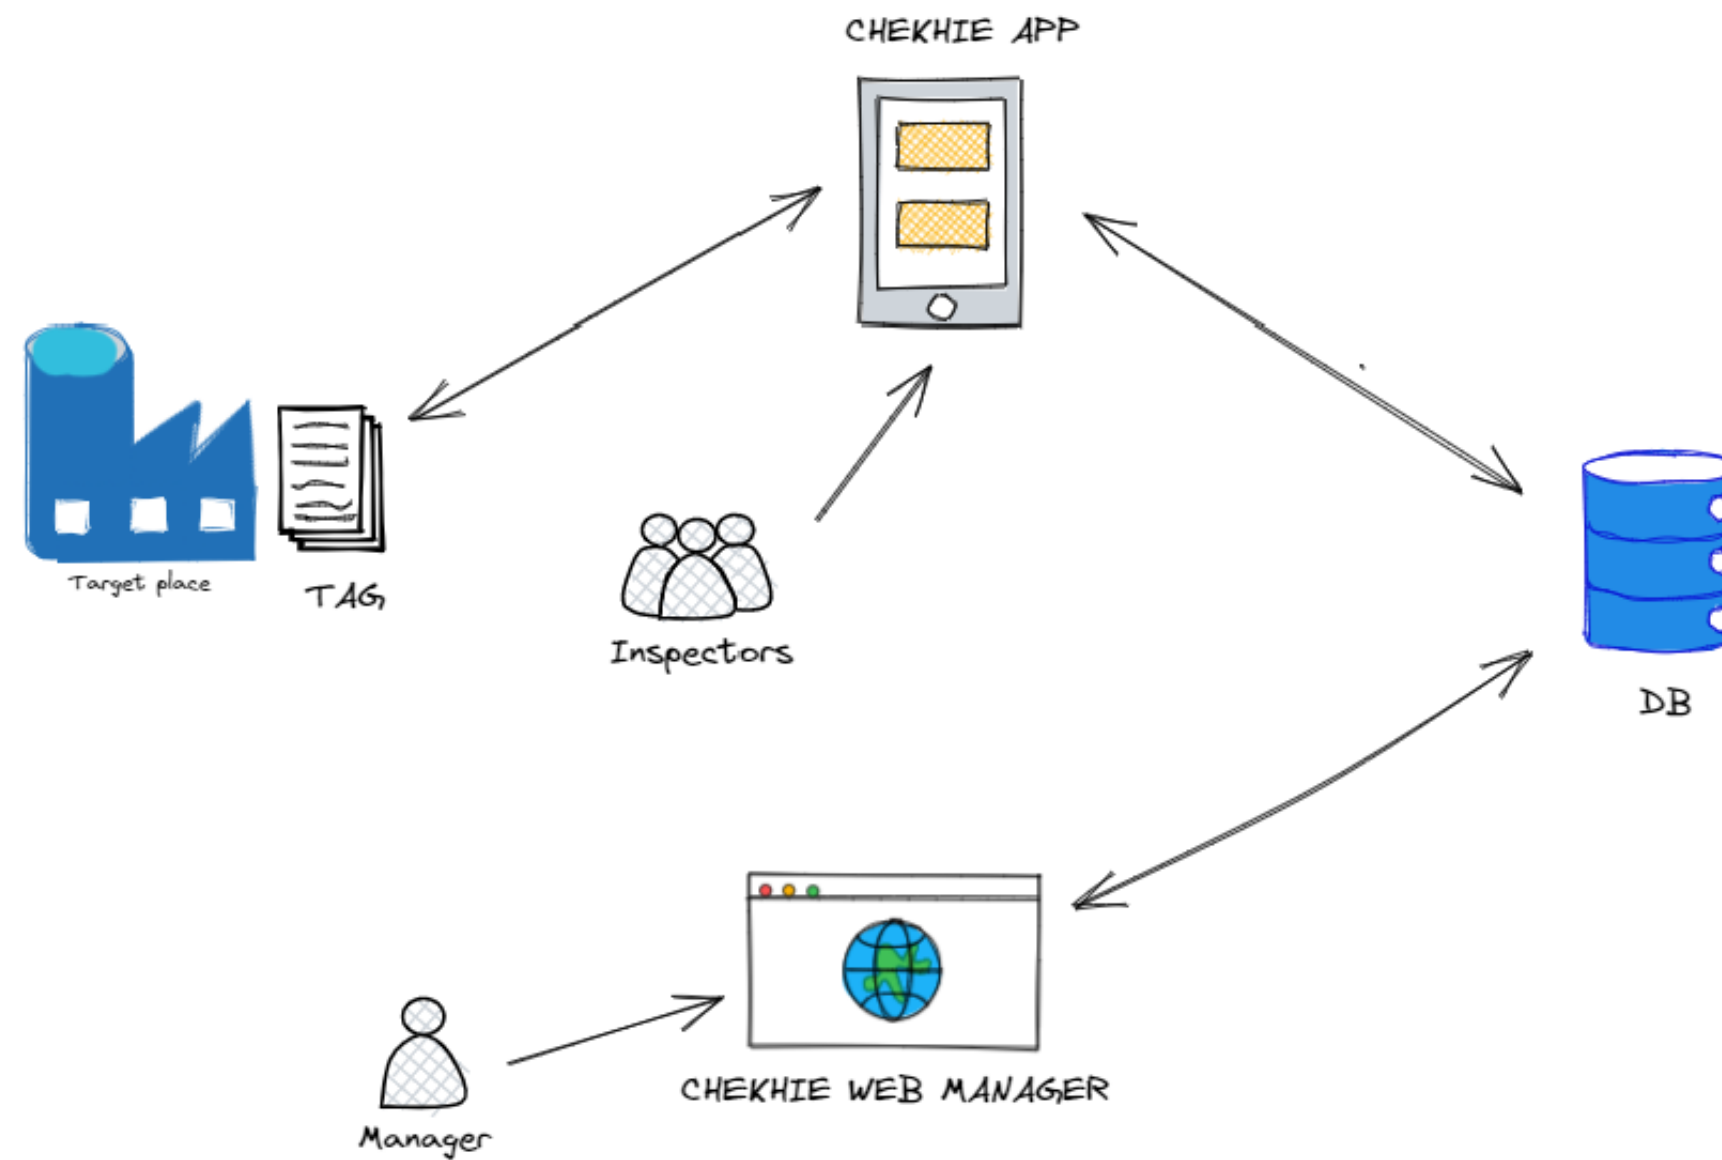 CHEKHIE APP
Target place
TAG
Inspectors
DB
CHEKHIE WEB MANAGER
Manager